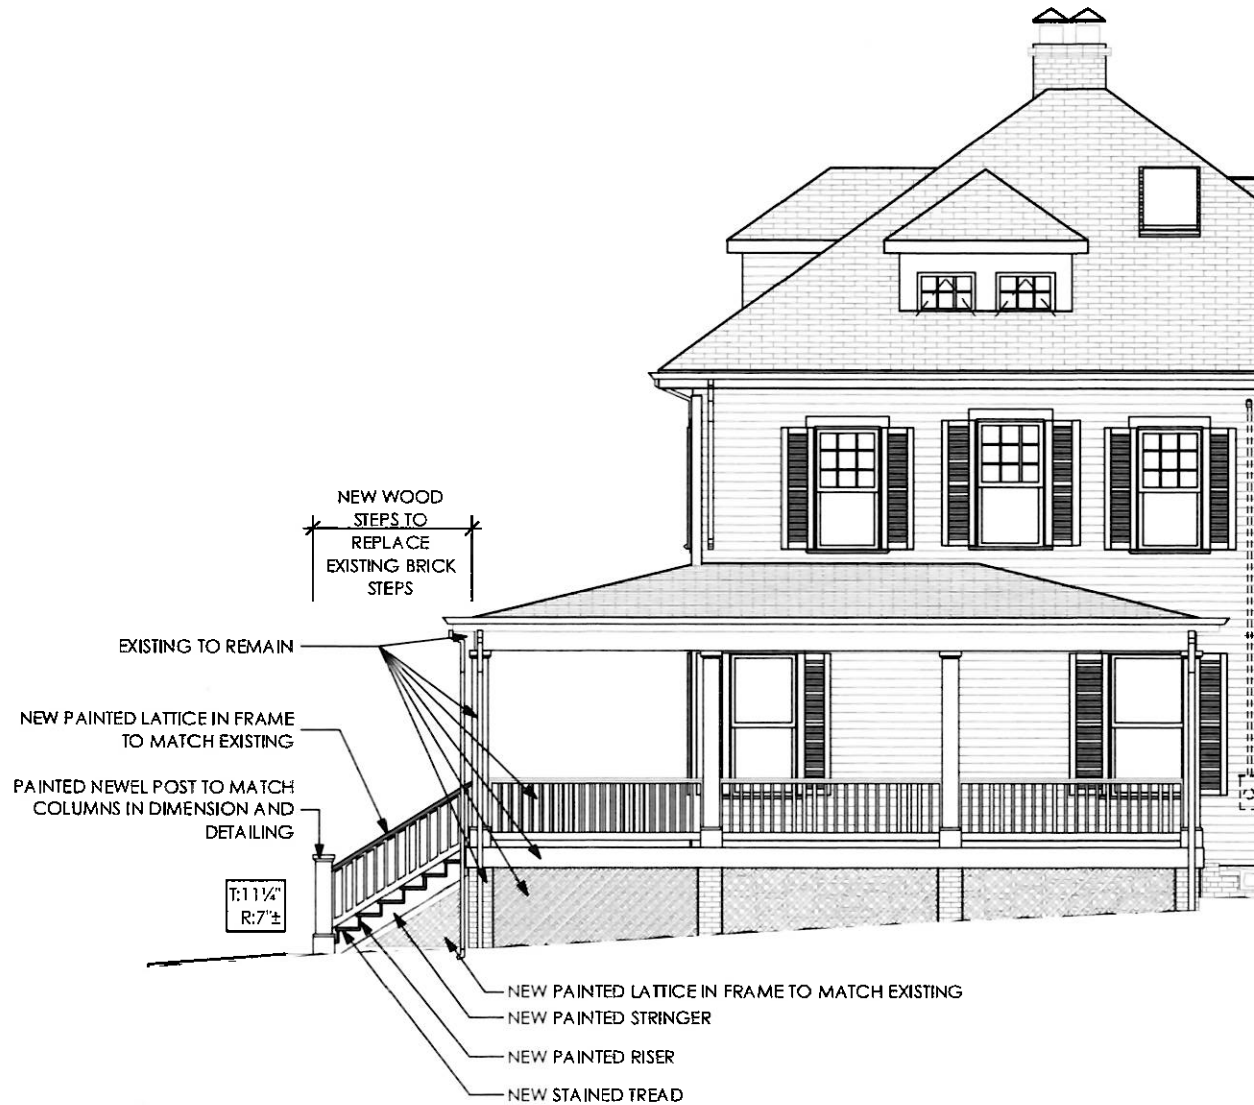 NEW WOOD
STEPS TO
REPLACE
EXISTING BRICK
STEPS
EXISTING TO REMAIN
NEW PAINTED LATTICE IN FRAME
TO MATCH EXISTING
PAINTED NEWEL POST TO MATCH
COLUMNS IN DIMENSION AND
DETAILING
T:11¼"
R:7"±
NEW PAINTED LATTICE IN FRAME TO MATCH EXISTING
NEW PAINTED STRINGER
NEW PAINTED RISER
NEW STAINED TREAD